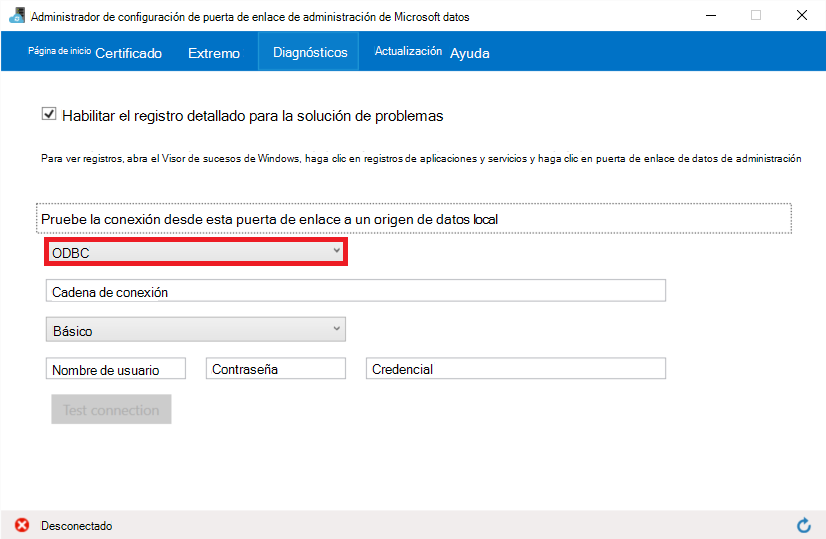 Administrador de configuración de puerta de enlace de administración de Microsoft datos
Página de inicio Certificado Extremo Diagnósticos Actualización Ayuda
Habilitar el registro detallado para la solución de problemas
Para ver registros, abra el Visor de sucesos de Windows, haga clic en registros de aplicaciones y servicios y haga clic en puerta de enlace de datos de administración
Pruebe la conexión desde esta puerta de enlace a un origen de datos local
ODBC
Cadena de conexión
Básico
Nombre de usuario Contraseña Credencial
Test connection
Desconectado